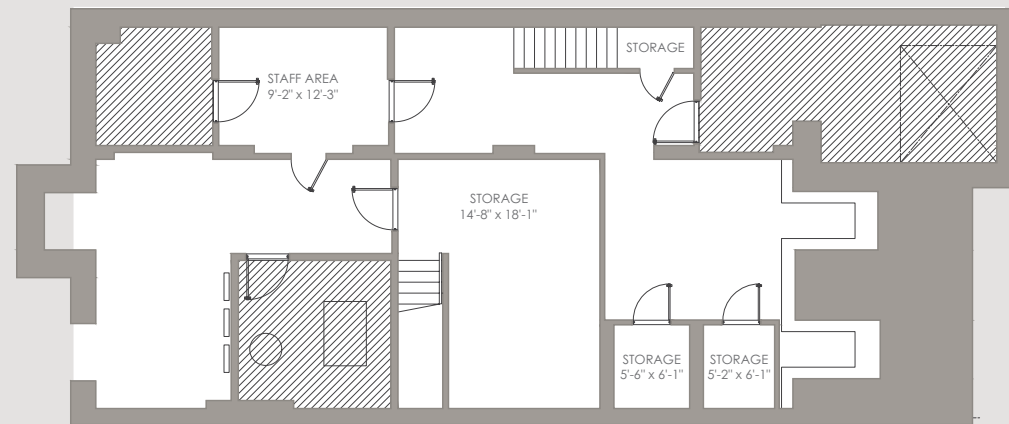 STORAGE
STAFF AREA
9'-2" x 12'-3"
STORAGE
14'-8" x 18'-1"
STORAGE
5'-6" x 6'-1"
STORAGE
5'-2" x 6'-1"